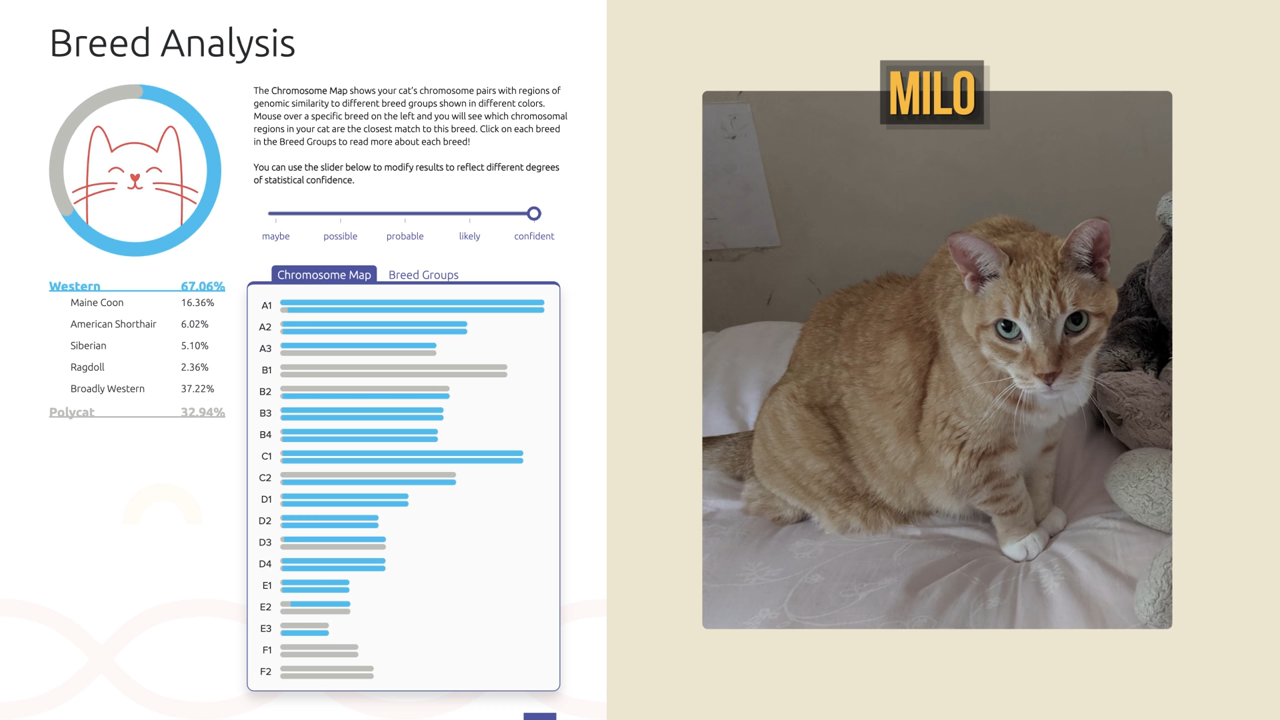 Breed Analysis
The Chromosome Map shows your cat's chromosome pairs with regions of
genomic similarity to different breed groups shown in different colors.
Mouse over a specific breed on the left and you will see which chromosomal
regions in your cat are the closest match to this breed. Click on each breed
in the Breed Groups to read more about each breed!
You can use the slider below to modify results to reflect different degrees
of statistical confidence.
maybe possible probable likely confident
Western 67.06%
Maine Coon 16.36%
American Shorthair 6.02%
Siberian 5.10%
Ragdoll 2.36%
Broadly Western 37.22%
Polycat 32.94%
Chromosome Map Breed Groups
A1
A2
A3
B1
B2
B3
B4
C1
C2
D1
D2
D3
D4
E1
E2
E3
F1
F2
MILO